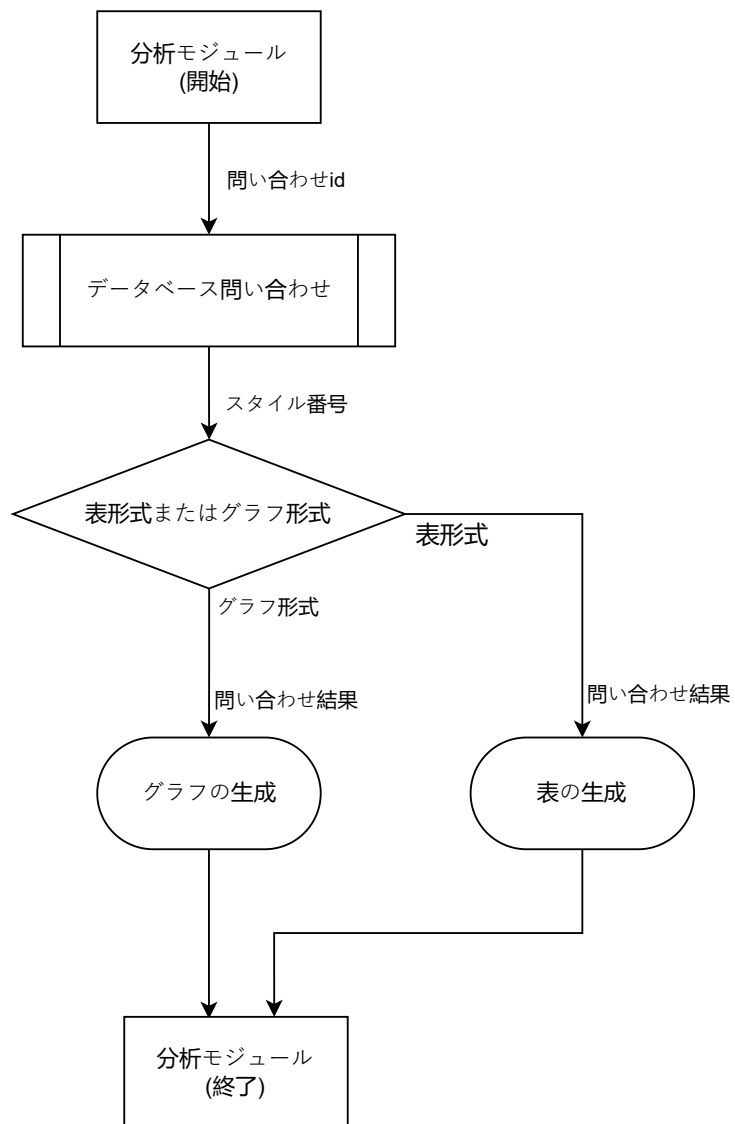 分析モジュール
(開始)
問い合わせid
データベース問い合わせ
スタイル番号
表形式またはグラフ形式
表形式
グラフ形式
問い合わせ結果
問い合わせ結果
グラフの生成
表の生成
分析モジュール
(終了)